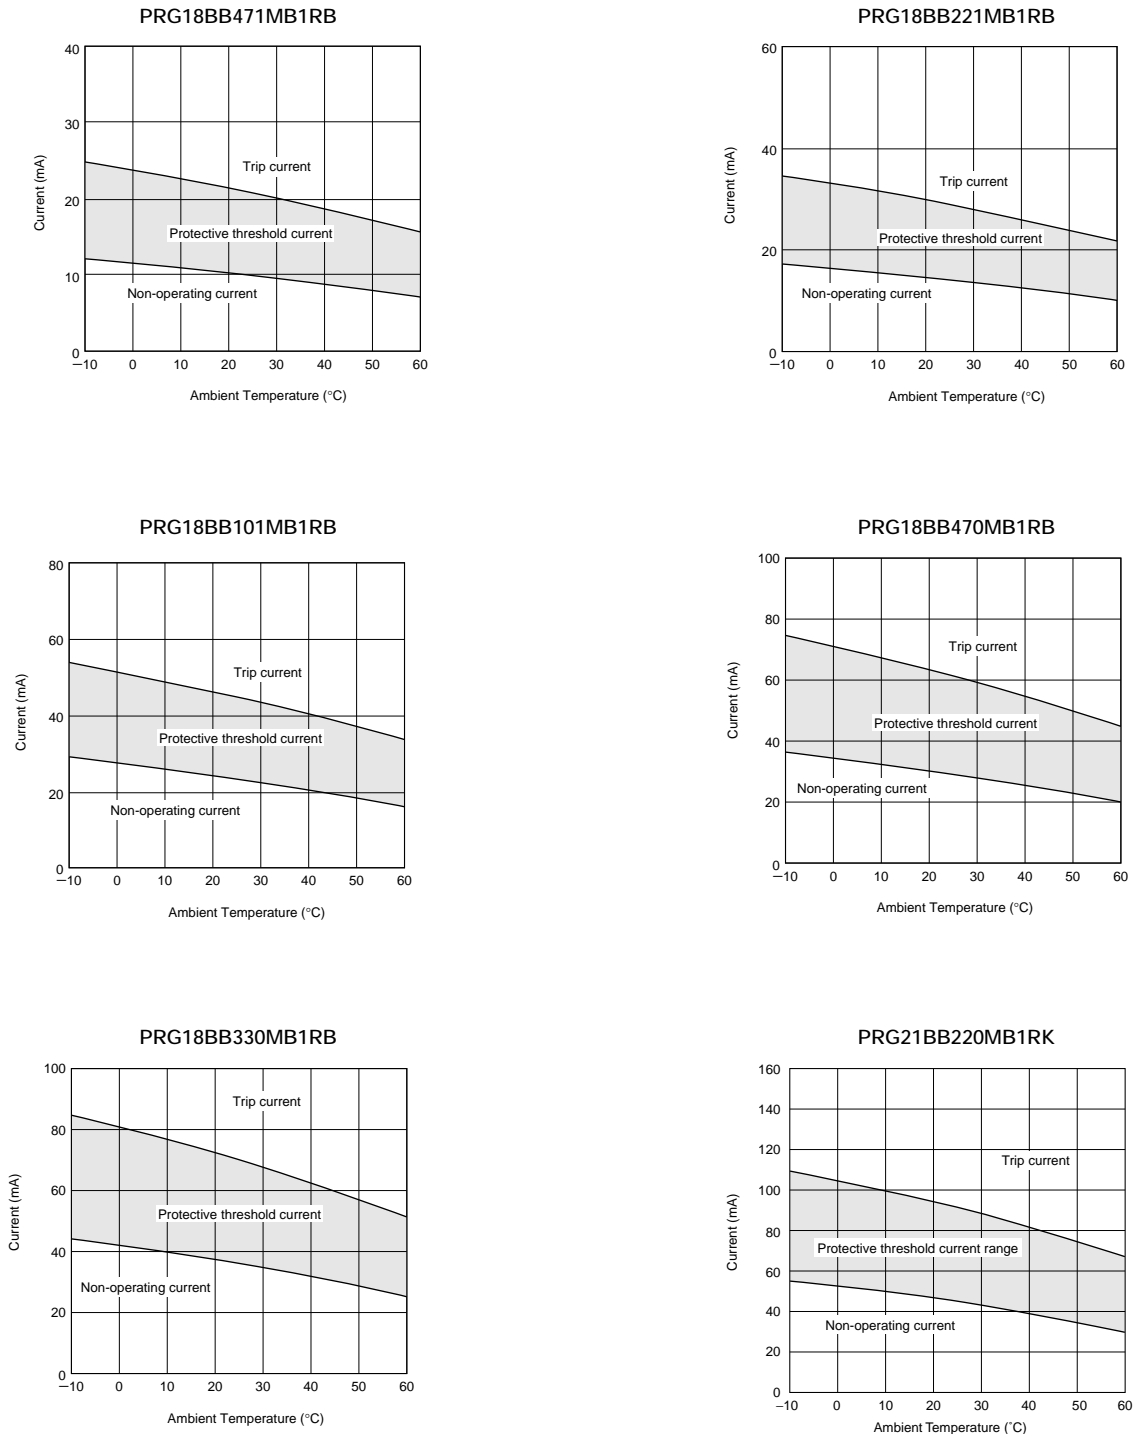 PRG18BB471MB1RB
40
30
20
10
0
Current (mA)
Trip current
Protective threshold current
Non-operating current
−10 0 10 20 30 40 50 60
Ambient Temperature (°C)
PRG18BB221MB1RB
60
40
20
0
Current (mA)
Trip current
Protective threshold current
Non-operating current
−10 0 10 20 30 40 50 60
Ambient Temperature (°C)
PRG18BB101MB1RB
80
60
40
20
0
Current (mA)
Trip current
Protective threshold current
Non-operating current
−10 0 10 20 30 40 50 60
Ambient Temperature (°C)
PRG18BB470MB1RB
100
80
60
40
20
0
Current (mA)
Trip current
Protective threshold current
Non-operating current
−10 0 10 20 30 40 50 60
Ambient Temperature (°C)
PRG18BB330MB1RB
100
80
60
40
20
0
Current (mA)
Trip current
Protective threshold current
Non-operating current
−10 0 10 20 30 40 50 60
Ambient Temperature (°C)
PRG21BB220MB1RK
160
140
120
100
80
60
40
20
0
Current (mA)
Trip current
Protective threshold current range
Non-operating current
−10 0 10 20 30 40 50 60
Ambient Temperature (˚C)